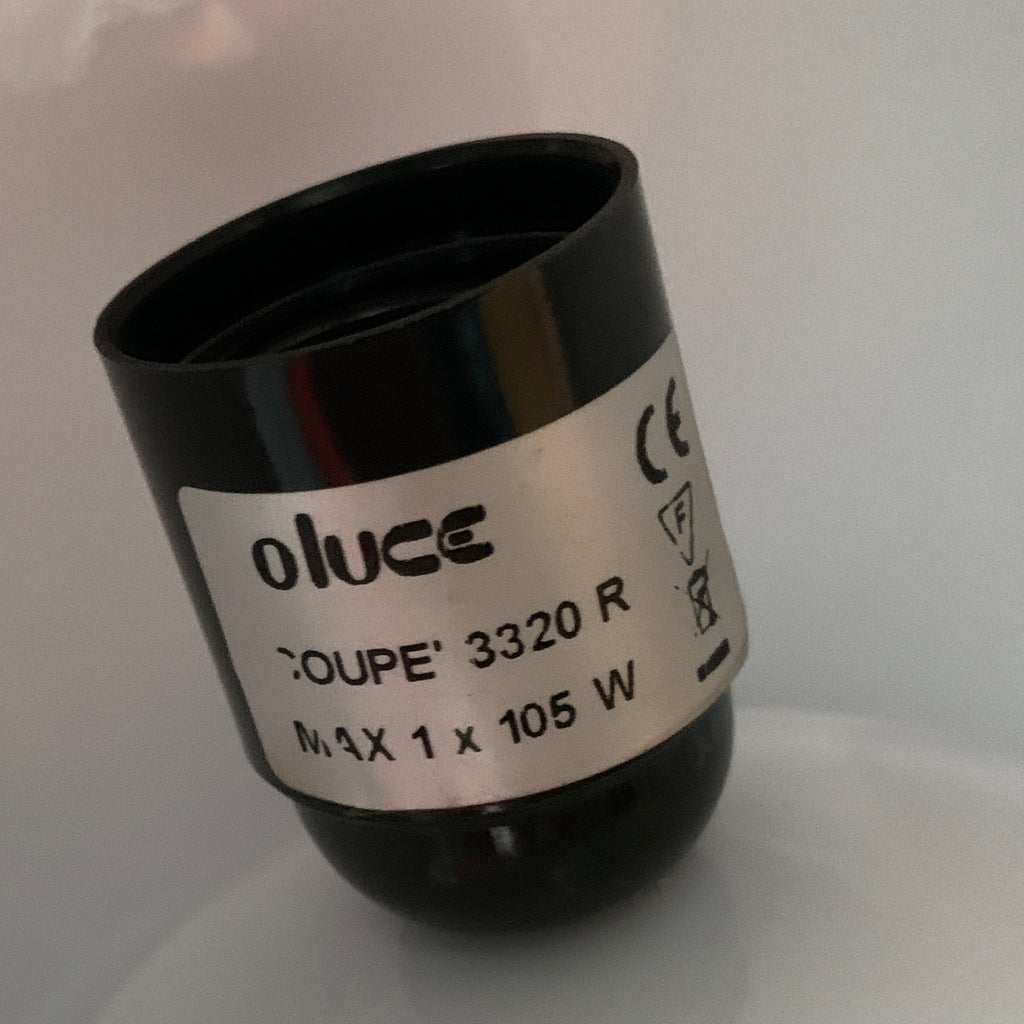 oluce
COUPE' 3320 R
MAX 1 x 105 W
CE
F